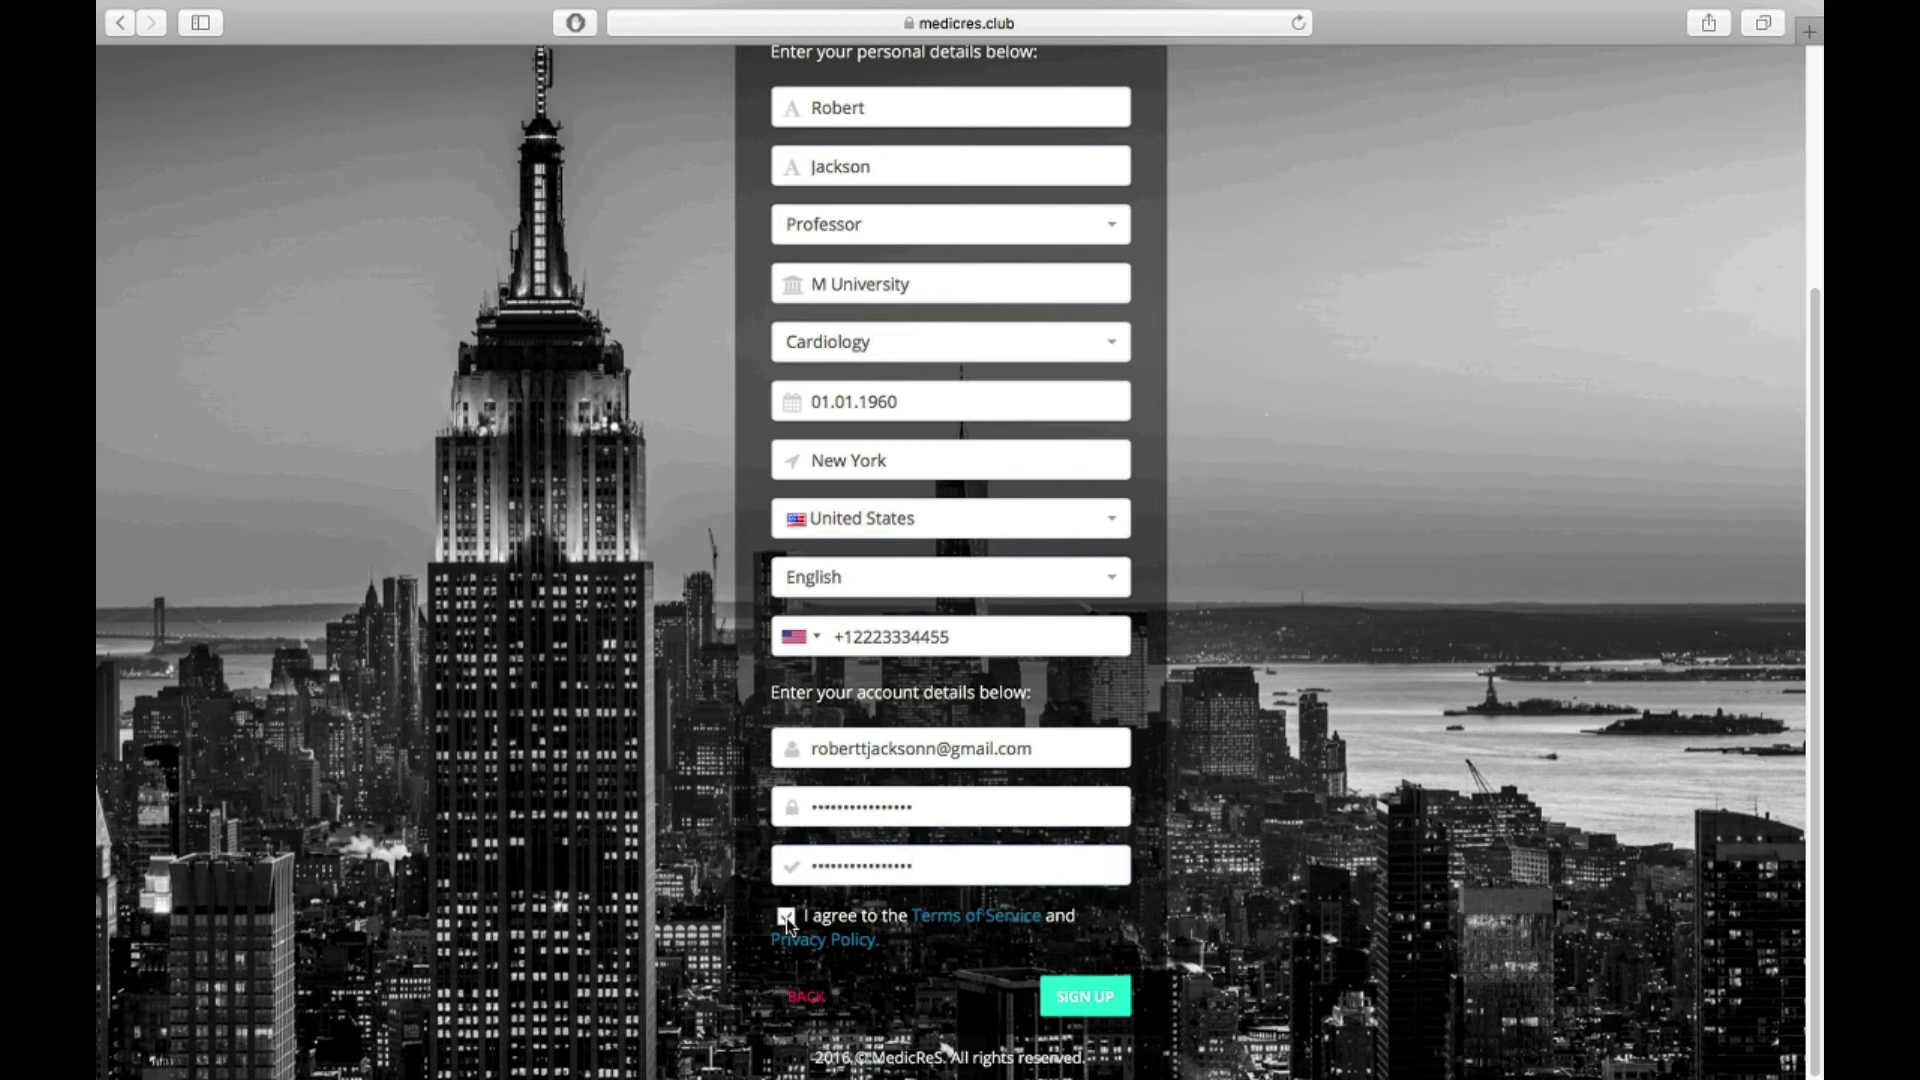 medicres.club
Enter your personal details below:
Robert
Jackson
Professor
M University
Cardiology
01.01.1960
New York
United States
English
+12223334455
Enter your account details below:
roberttjacksonn@gmail.com
••••••••••••••••
••••••••••••••••
I agree to the Terms of Service and
Privacy Policy.
BACK
SIGN UP
2016 © MedicReS. All rights reserved.